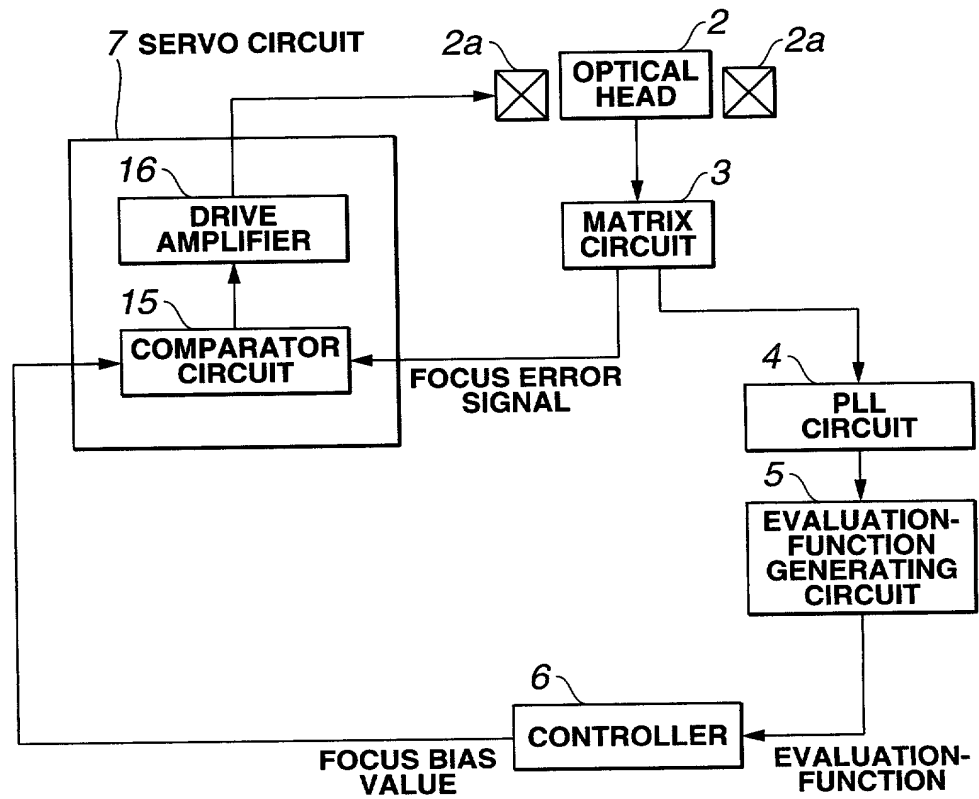 7 SERVO CIRCUIT
2a
2
2a
OPTICAL
HEAD
16
DRIVE
AMPLIFIER
3
MATRIX
CIRCUIT
15
COMPARATOR
CIRCUIT
FOCUS ERROR
SIGNAL
4
PLL
CIRCUIT
5
EVALUATION-
FUNCTION
GENERATING
CIRCUIT
6
CONTROLLER
FOCUS BIAS
VALUE
EVALUATION-
FUNCTION